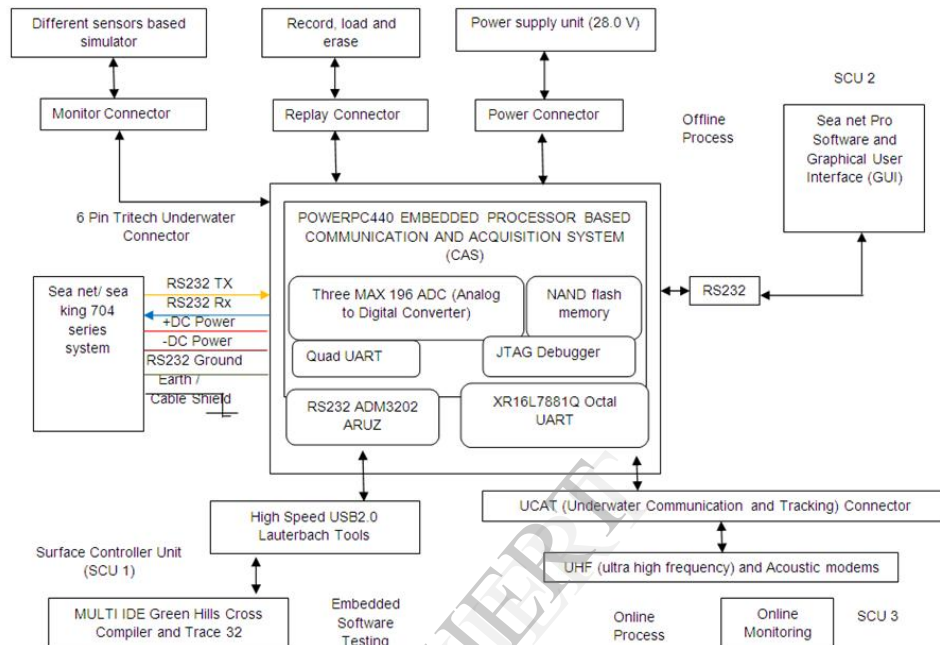 Different sensors based
simulator
Record, load and
erase
Power supply unit (28.0 V)
SCU 2
Monitor Connector
Replay Connector
Power Connector
Offline
Process
Sea net Pro
Software and
Graphical User
Interface (GUI)
6 Pin Tritech Underwater
Connector
POWERPC440 EMBEDDED PROCESSOR BASED
COMMUNICATION AND ACQUISITION SYSTEM
(CAS)
Sea net/ sea
king 704
series
system
RS232 TX
RS232 Rx
+DC Power
-DC Power
RS232 Ground
Earth /
Cable Shield
Three MAX 196 ADC (Analog
to Digital Converter)
NAND flash
memory
RS232
Quad UART
JTAG Debugger
RS232 ADM3202
ARUZ
XR16L7881Q Octal
UART
High Speed USB2.0
Lauterbach Tools
UCAT (Underwater Communication and Tracking) Connector
Surface Controller Unit
(SCU 1)
UHF (ultra high frequency) and Acoustic modems
MULTI IDE Green Hills Cross
Compiler and Trace 32
Embedded
Software
Testing
Online
Process
Online
Monitoring
SCU 3
IJERT